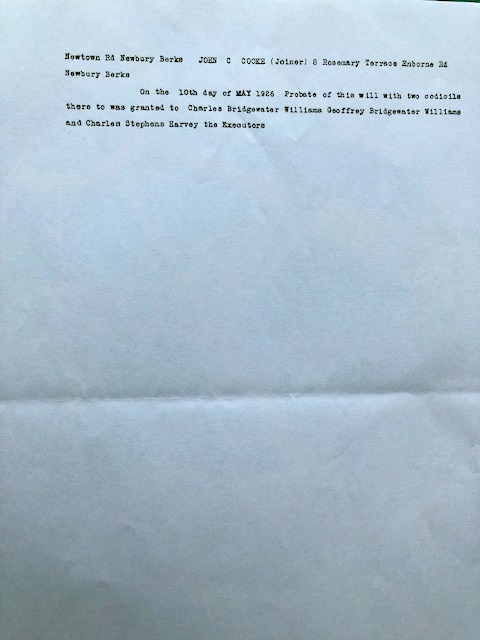 Newtown Rd Newbury Berks JOHN C COOKE (Joiner) 8 Rosemary Terrace Enborne Rd
Newbury Berks
On the 10th day of MAY 1926 Probate of this will with two codicils
there to was granted to Charles Bridgewater Williams Geoffrey Bridgewater Williams
and Charles Stephens Harvey the Executors